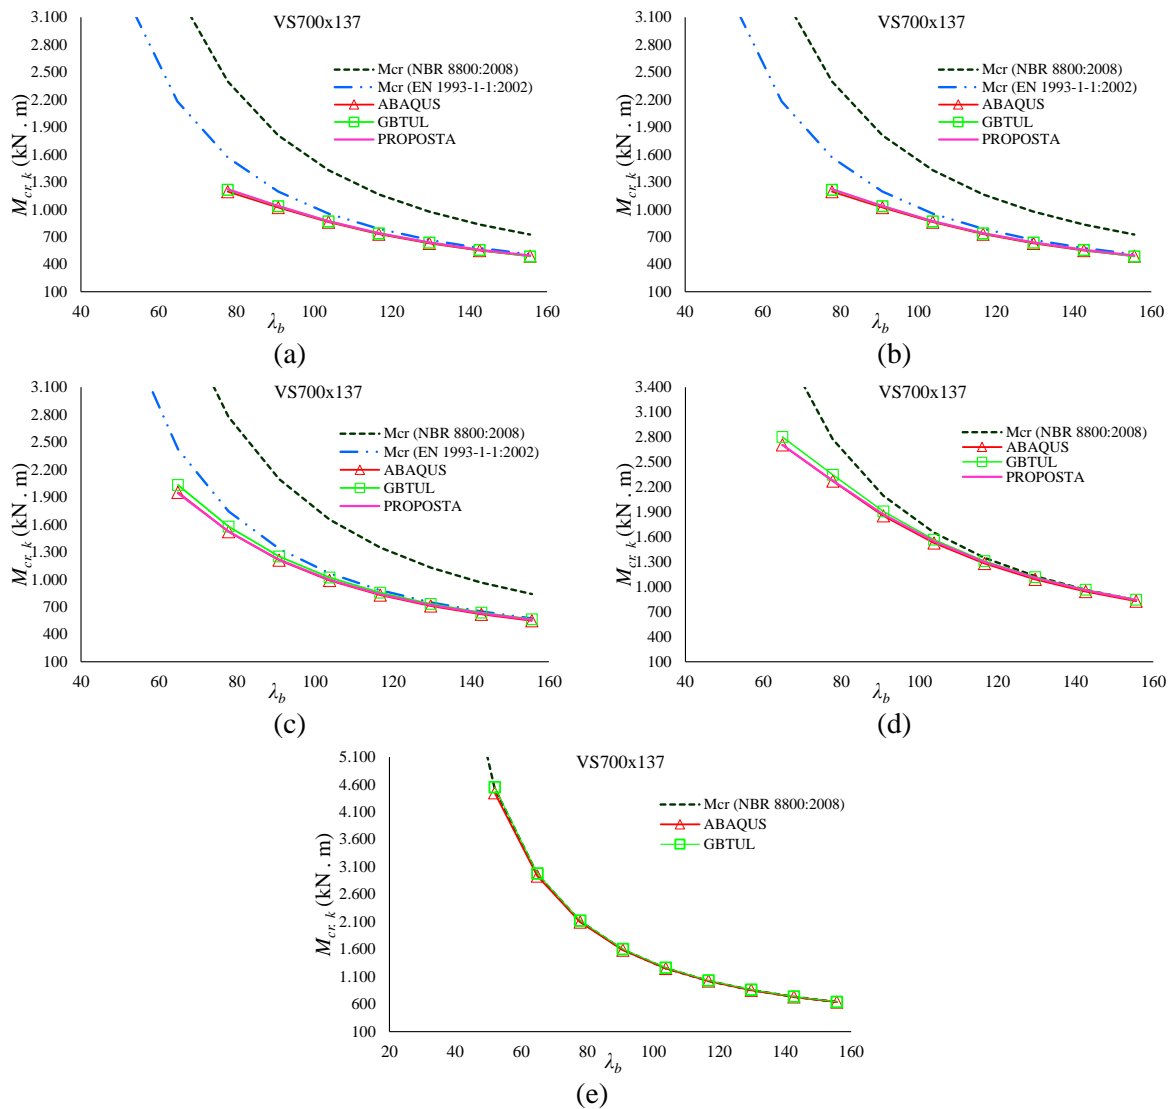 VS700x137
3.100
2.800
2.500
2.200
1.900
1.600
1.300
1.000
700
400
100
M_cr, k (kN . m)
Mcr (NBR 8800:2008)
Mcr (EN 1993-1-1:2002)
ABAQUS
GBTUL
PROPOSTA
40 60 80 100 120 140 160
λ_b
(a)
VS700x137
3.100
2.800
2.500
2.200
1.900
1.600
1.300
1.000
700
400
100
M_cr, k (kN . m)
Mcr (NBR 8800:2008)
Mcr (EN 1993-1-1:2002)
ABAQUS
GBTUL
PROPOSTA
40 60 80 100 120 140 160
λ_b
(b)
VS700x137
3.100
2.800
2.500
2.200
1.900
1.600
1.300
1.000
700
400
100
M_cr, k (kN . m)
Mcr (NBR 8800:2008)
Mcr (EN 1993-1-1:2002)
ABAQUS
GBTUL
PROPOSTA
40 60 80 100 120 140 160
λ_b
(c)
VS700x137
3.400
3.100
2.800
2.500
2.200
1.900
1.600
1.300
1.000
700
400
100
M_cr, k (kN . m)
Mcr (NBR 8800:2008)
ABAQUS
GBTUL
PROPOSTA
40 60 80 100 120 140 160
λ_b
(d)
VS700x137
5.100
4.600
4.100
3.600
3.100
2.600
2.100
1.600
1.100
600
100
M_cr, k (kN . m)
Mcr (NBR 8800:2008)
ABAQUS
GBTUL
20 40 60 80 100 120 140 160
λ_b
(e)